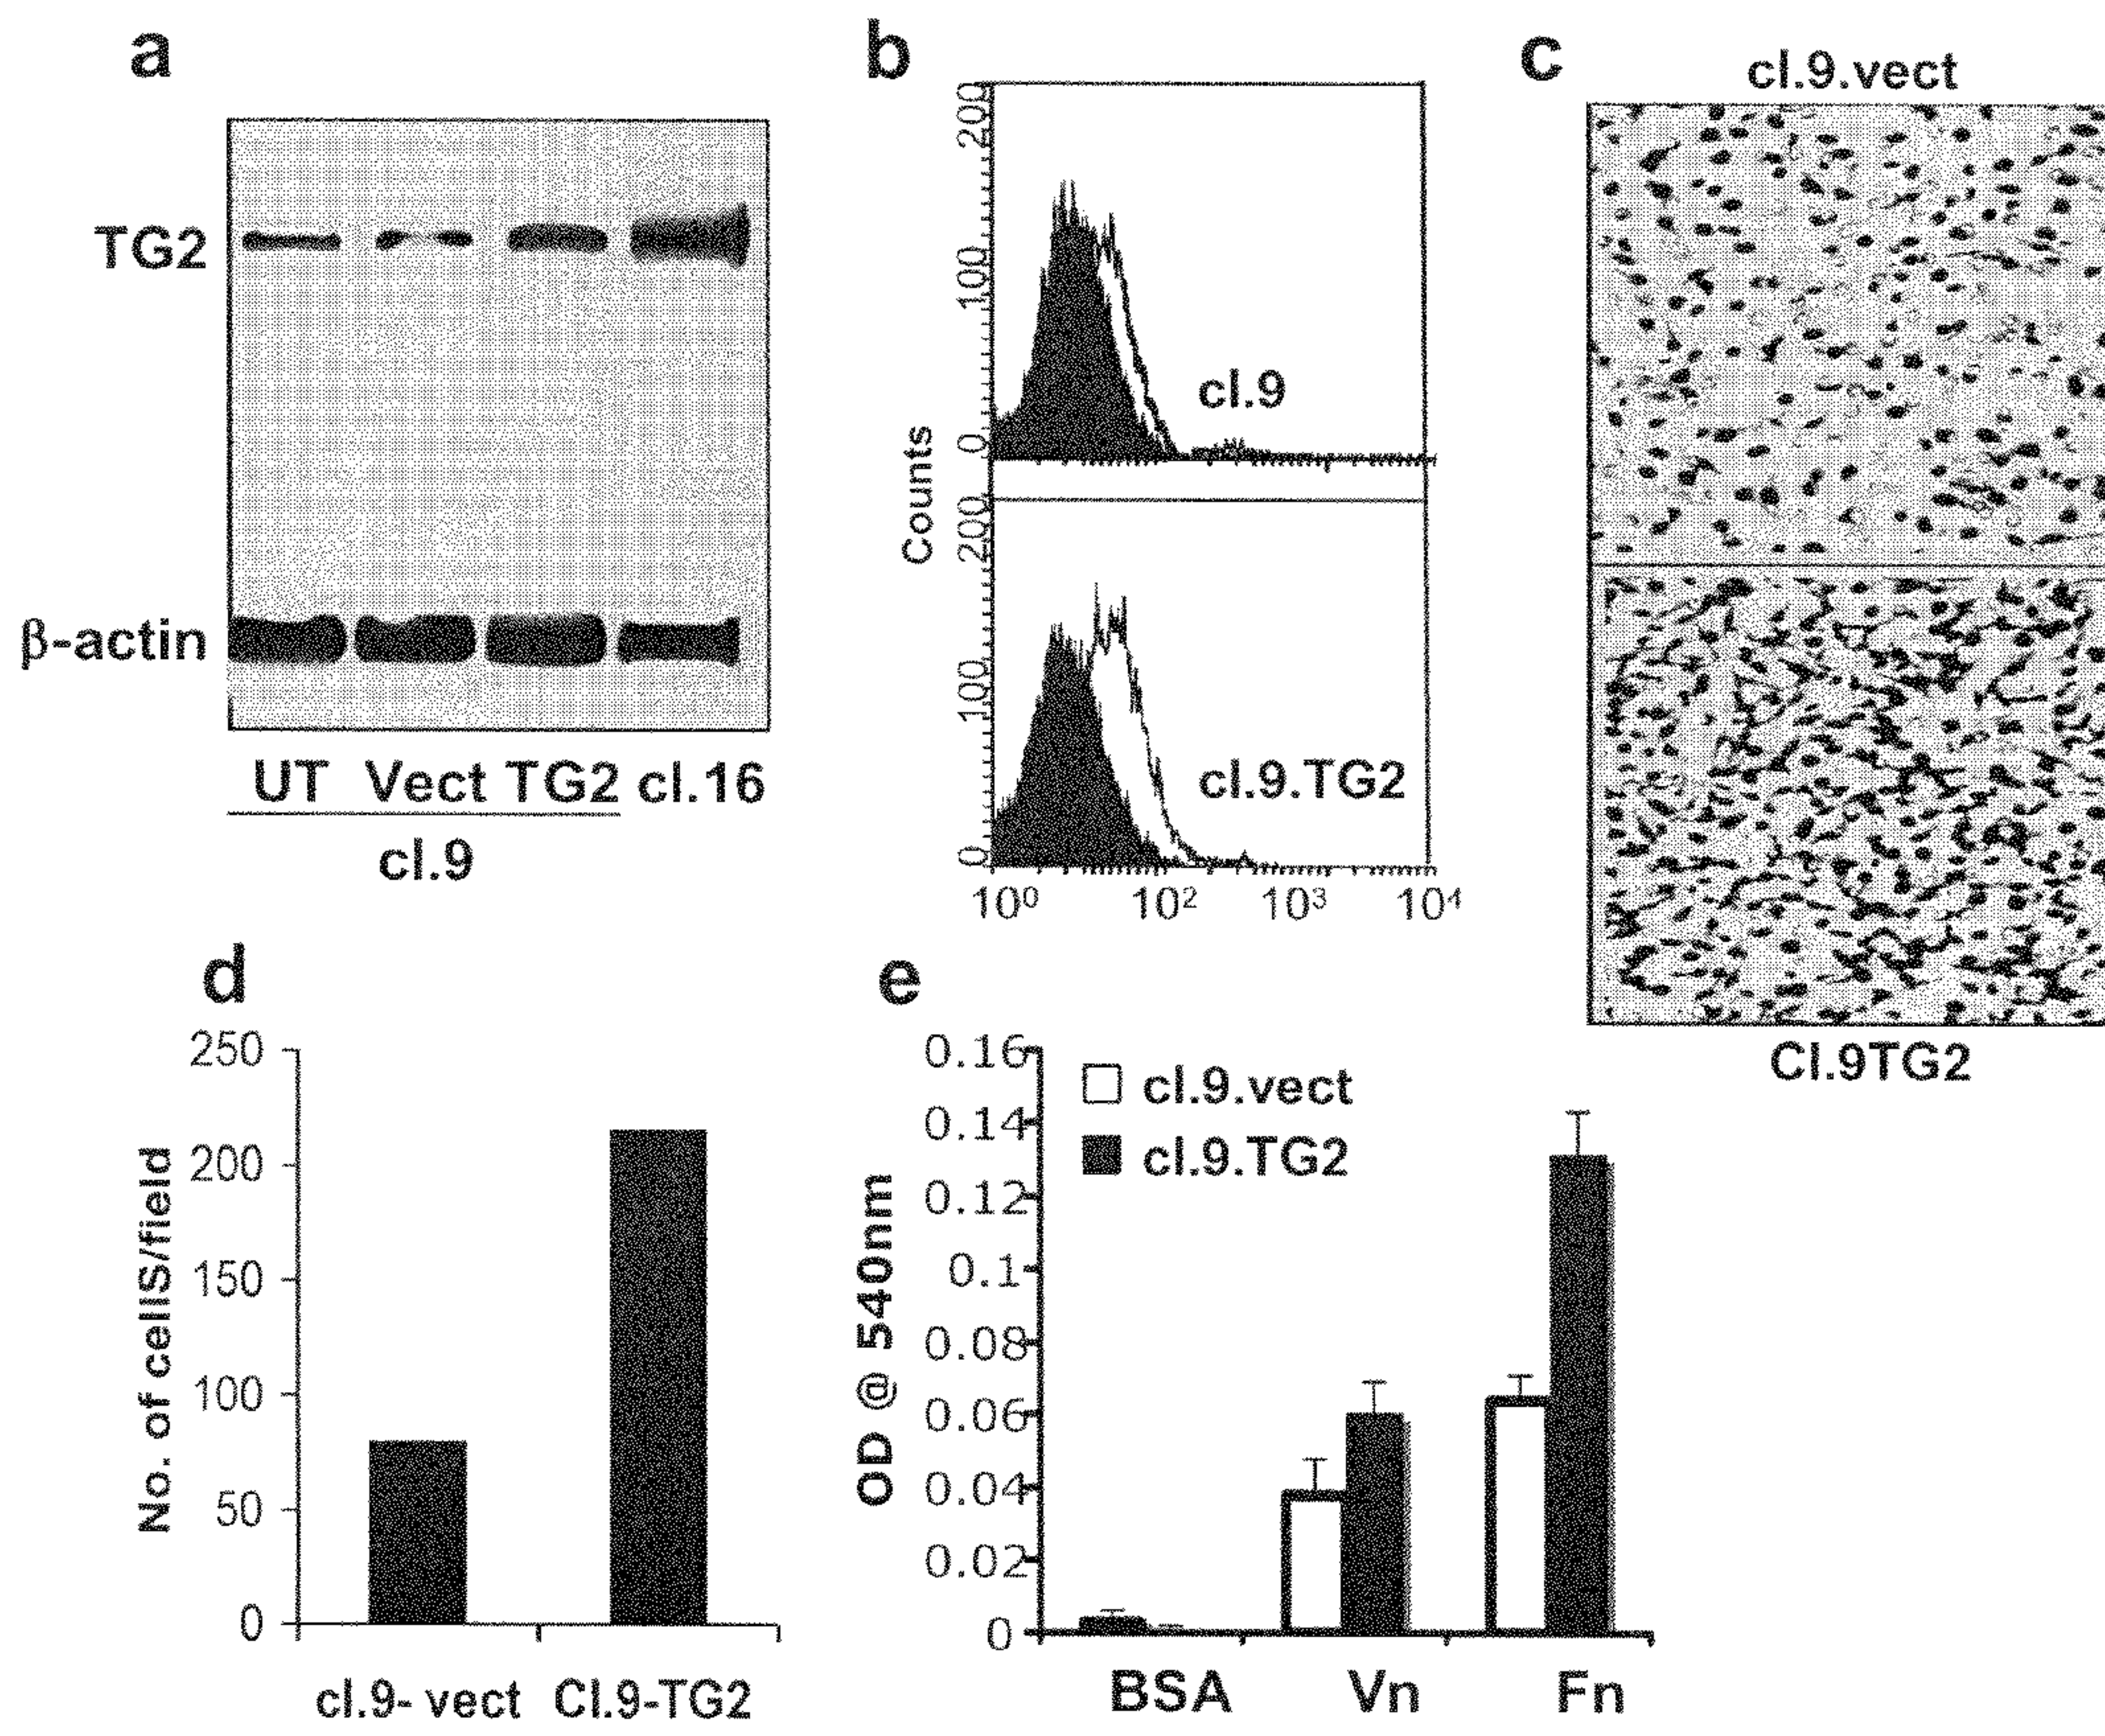 a
TG2
β-actin
UT Vect TG2 cl.16
cl.9
b
200
100
0
cl.9
Counts
200
100
0
cl.9.TG2
10⁰ 10² 10³ 10⁴
c
cl.9.vect
Cl.9TG2
d
No. of cellS/field
250
200
150
100
50
0
cl.9- vect Cl.9-TG2
e
OD @ 540nm
0.16
0.14
0.12
0.1
0.08
0.06
0.04
0.02
0
cl.9.vect
cl.9.TG2
BSA Vn Fn